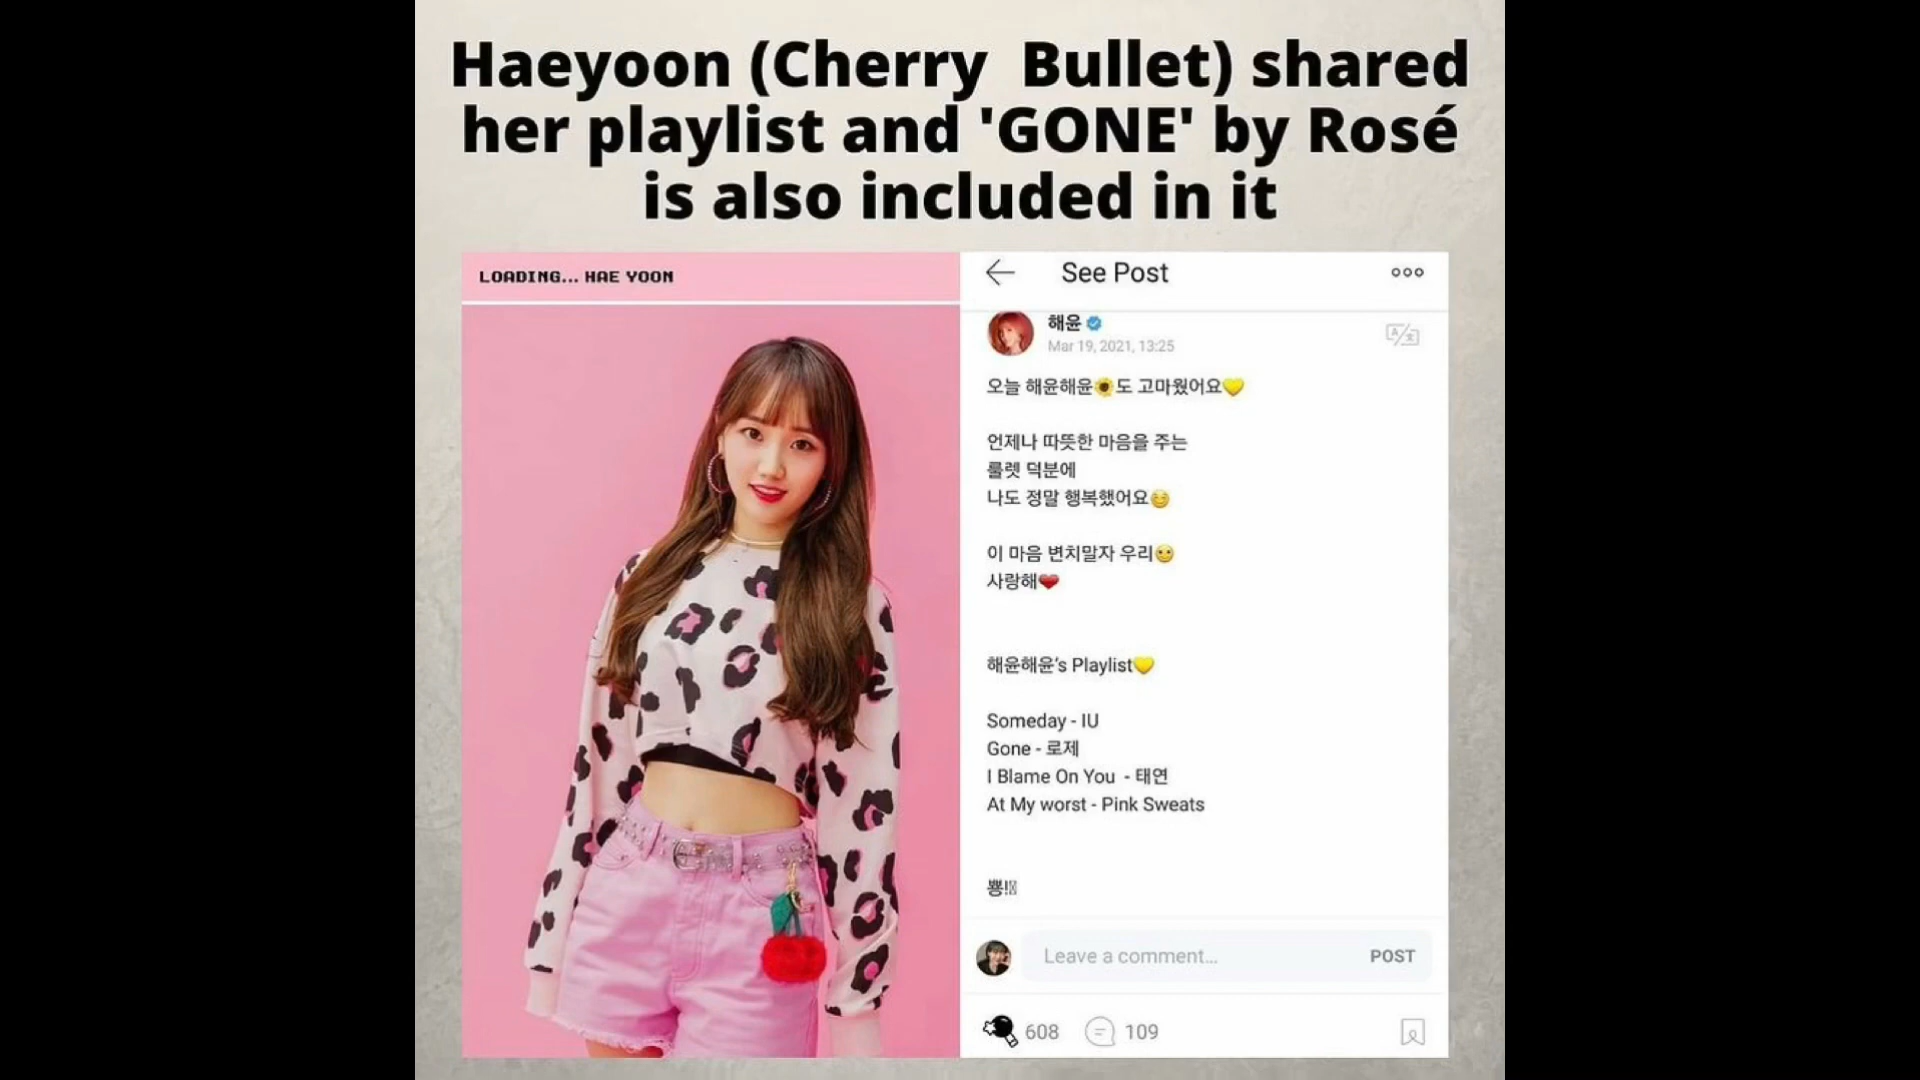 Haeyoon (Cherry Bullet) shared
her playlist and 'GONE' by Rosé
is also included in it
LOADING... HAE YOON
See Post
해윤
Mar 19, 2021, 13:25
오늘 해윤해윤🌻도 고마웠어요💛
언제나 따뜻한 마음을 주는
룰렛 덕분에
나도 정말 행복했어요😊
이 마음 변치말자 우리🙂
사랑해❤
해윤해윤's Playlist💛
Someday - IU
Gone - 로제
I Blame On You - 태연
At My worst - Pink Sweats
뿅!
Leave a comment...
POST
608
109